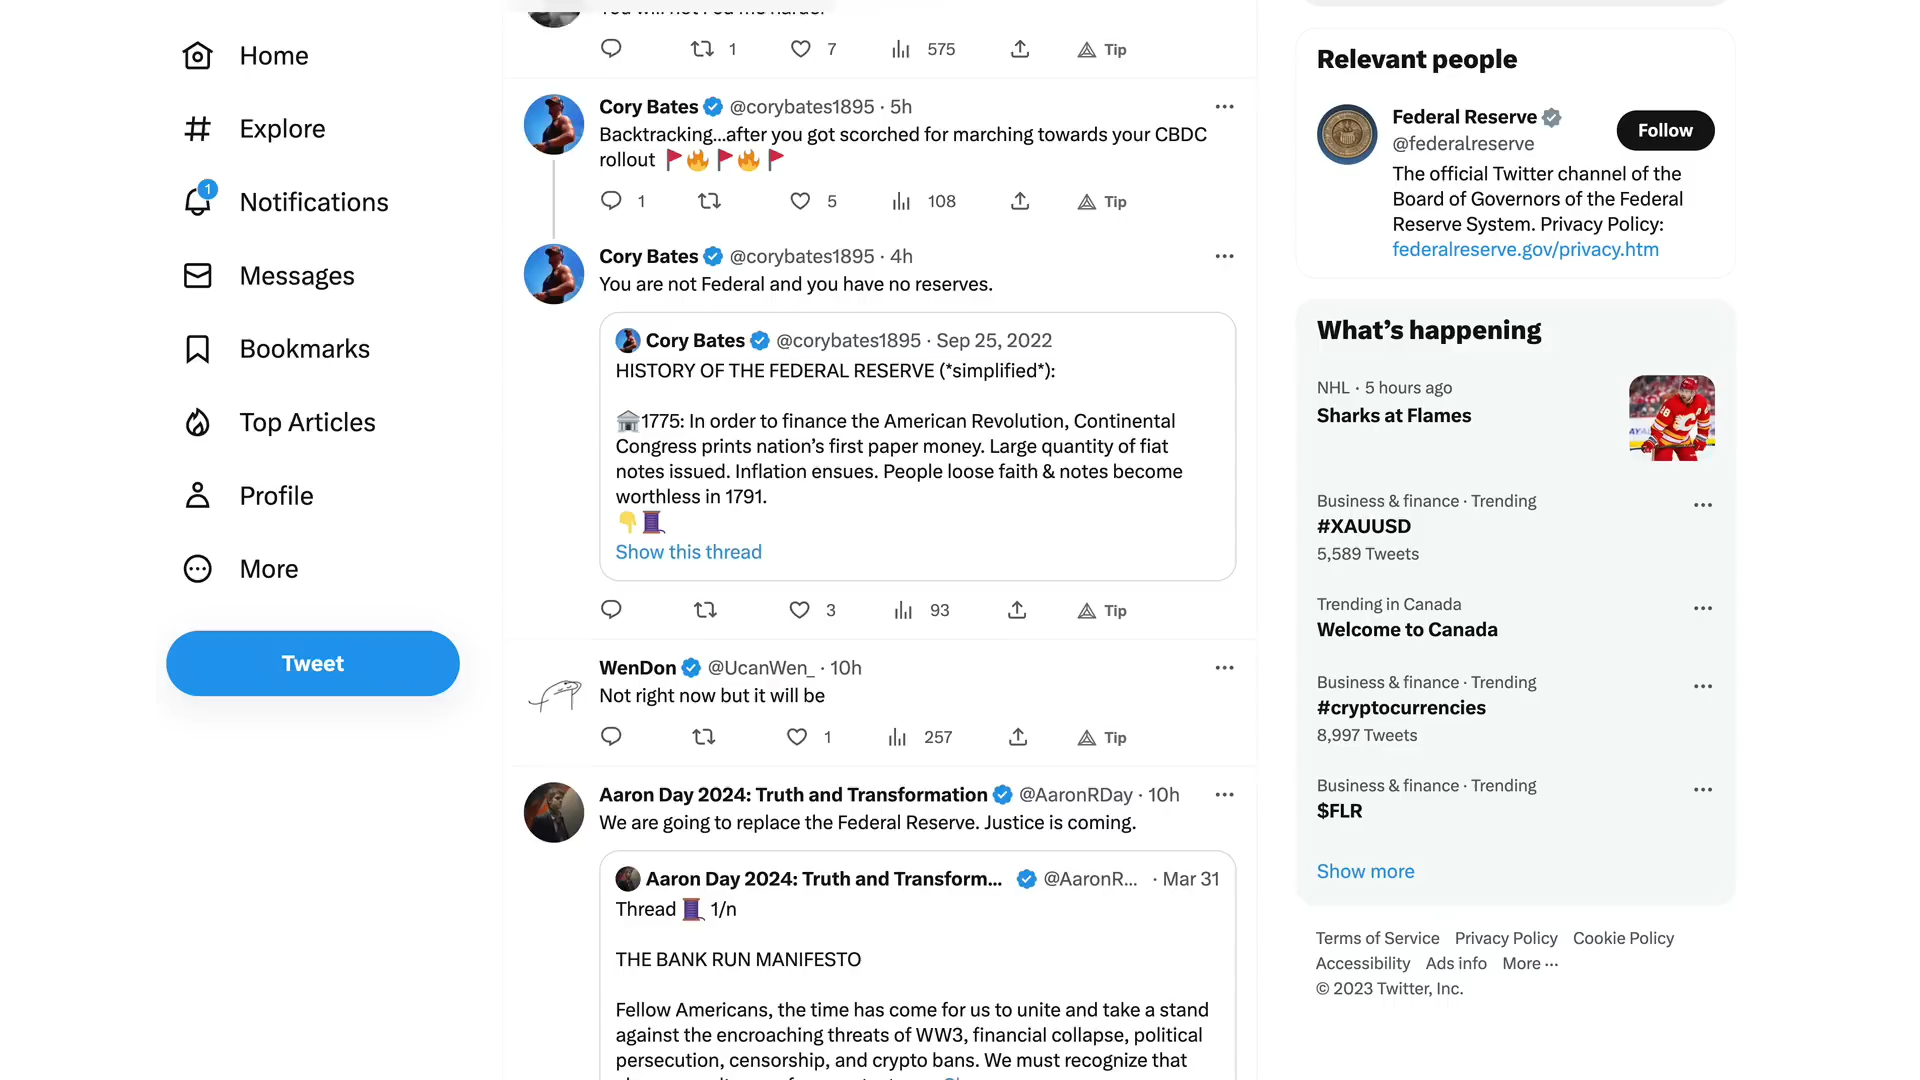 Home
Explore
1
Notifications
Messages
Bookmarks
Top Articles
Profile
More
Tweet
1
7
575
Tip
Cory Bates @corybates1895 · 5h
Backtracking...after you got scorched for marching towards your CBDC
rollout 🚩🔥🚩🔥🚩
1
5
108
Tip
Cory Bates @corybates1895 · 4h
You are not Federal and you have no reserves.
Cory Bates @corybates1895 · Sep 25, 2022
HISTORY OF THE FEDERAL RESERVE (*simplified*):
🏛️1775: In order to finance the American Revolution, Continental
Congress prints nation’s first paper money. Large quantity of fiat
notes issued. Inflation ensues. People loose faith & notes become
worthless in 1791.
👇🧵
Show this thread
3
93
Tip
WenDon @UcanWen_ · 10h
Not right now but it will be
1
257
Tip
Aaron Day 2024: Truth and Transformation @AaronRDay · 10h
We are going to replace the Federal Reserve. Justice is coming.
Aaron Day 2024: Truth and Transform... @AaronR... · Mar 31
Thread 🧵 1/n
THE BANK RUN MANIFESTO
Fellow Americans, the time has come for us to unite and take a stand
against the encroaching threats of WW3, financial collapse, political
persecution, censorship, and crypto bans. We must recognize that
Relevant people
Federal Reserve
@federalreserve
Follow
The official Twitter channel of the
Board of Governors of the Federal
Reserve System. Privacy Policy:
federalreserve.gov/privacy.htm
What’s happening
NHL · 5 hours ago
Sharks at Flames
Business & finance · Trending
#XAUUSD
5,589 Tweets
Trending in Canada
Welcome to Canada
Business & finance · Trending
#cryptocurrencies
8,997 Tweets
Business & finance · Trending
$FLR
Show more
Terms of Service Privacy Policy Cookie Policy
Accessibility Ads info More ···
© 2023 Twitter, Inc.